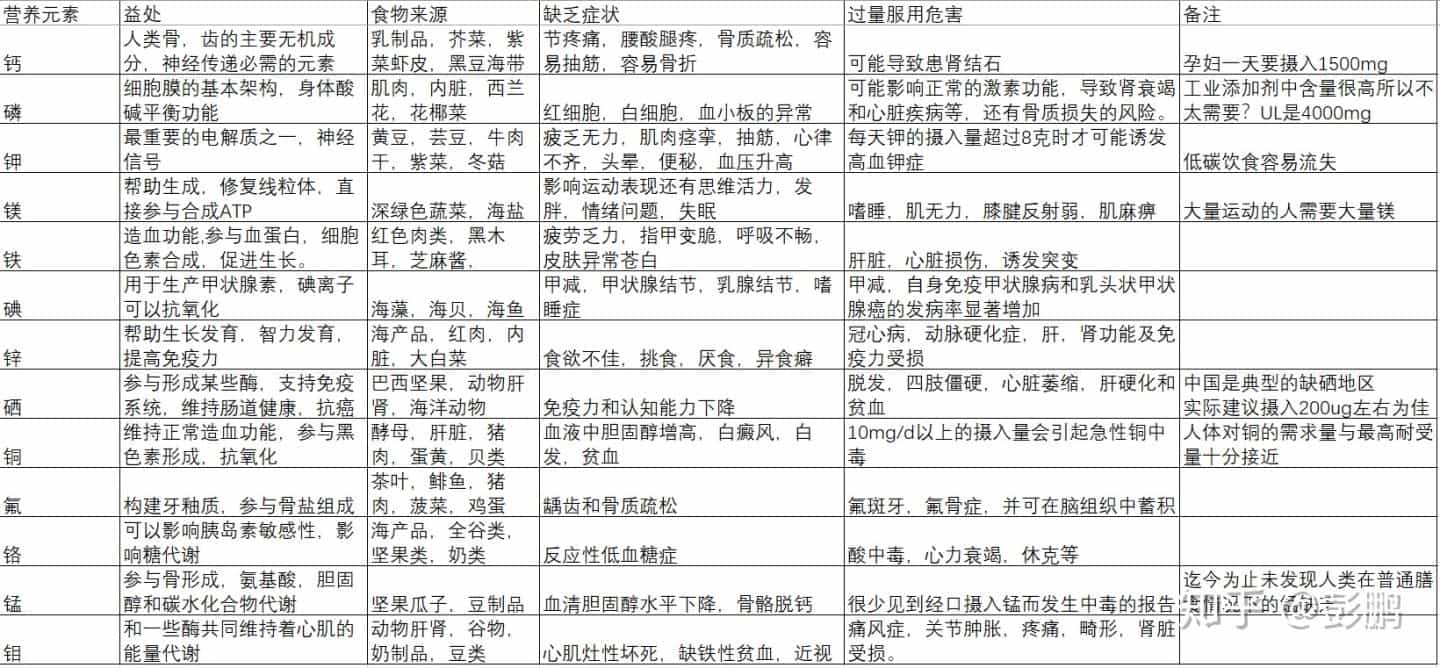 营养元素 益处 食物来源 缺乏症状 过量服用危害 备注
钙
人类骨，齿的主要无机成
分，神经传递必需的元素
乳制品，芥菜，紫
菜虾皮，黑豆海带
节疼痛，腰酸腿疼，骨质疏松，容
易抽筋，容易骨折
可能导致患肾结石
孕妇一天要摄入1500mg
磷
细胞膜的基本架构，身体酸
碱平衡功能
肌肉，内脏，西兰
花，花椰菜
红细胞，白细胞，血小板的异常
可能影响正常的激素功能，导致肾衰竭
和心脏疾病等，还有骨质损失的风险。
工业添加剂中含量很高所以不
太需要？UL是4000mg
钾
最重要的电解质之一，神经
信号
黄豆，芸豆，牛肉
干，紫菜，冬菇
疲乏无力，肌肉痉挛，抽筋，心律
不齐，头晕，便秘，血压升高
每天钾的摄入量超过8克时才可能诱发
高血钾症
低碳饮食容易流失
镁
帮助生成，修复线粒体，直
接参与合成ATP
深绿色蔬菜，海盐
影响运动表现还有思维活力，发
胖，情绪问题，失眠
嗜睡，肌无力，膝腱反射弱，肌麻痹
大量运动的人需要大量镁
铁
造血功能,参与血蛋白，细胞
色素合成，促进生长。
红色肉类，黑木
耳，芝麻酱，
疲劳乏力，指甲变脆，呼吸不畅，
皮肤异常苍白
肝脏，心脏损伤，诱发突变
碘
用于生产甲状腺素，碘离子
可以抗氧化
海藻，海贝，海鱼
甲减，甲状腺结节，乳腺结节，嗜
睡症
甲减，自身免疫甲状腺病和乳头状甲状
腺癌的发病率显著增加
锌
帮助生长发育，智力发育，
提高免疫力
海产品，红肉，内
脏，大白菜
食欲不佳，挑食，厌食，异食癖
冠心病，动脉硬化症，肝，肾功能及免
疫力受损
硒
参与形成某些酶，支持免疫
系统，维持肠道健康，抗癌
巴西坚果，动物肝
肾，海洋动物
免疫力和认知能力下降
脱发，四肢僵硬，心脏萎缩，肝硬化和
贫血
中国是典型的缺硒地区
实际建议摄入200ug左右为佳
铜
维持正常造血功能，参与黑
色素形成，抗氧化
酵母，肝脏，猪
肉，蛋黄，贝类
血液中胆固醇增高，白癜风，白
发，贫血
10mg/d以上的摄入量会引起急性铜中
毒
人体对铜的需求量与最高耐受
量十分接近
氟
构建牙釉质，参与骨盐组成
茶叶，鲱鱼，猪
肉，菠菜，鸡蛋
龋齿和骨质疏松
氟斑牙，氟骨症，并可在脑组织中蓄积
铬
可以影响胰岛素敏感性，影
响糖代谢
海产品，全谷类，
坚果类，奶类
反应性低血糖症
酸中毒，心力衰竭，休克等
锰
参与骨形成，氨基酸，胆固
醇和碳水化合物代谢
坚果瓜子，豆制品
血清胆固醇水平下降，骨骼脱钙
很少见到经口摄入锰而发生中毒的报告
迄今为止未发现人类在普通膳
钼
和一些酶共同维持着心肌的
能量代谢
动物肝肾，谷物，
奶制品，豆类
心肌灶性坏死，缺铁性贫血，近视
痛风症，关节肿胀，疼痛，畸形，肾脏
受损。
知乎 @彭鹏